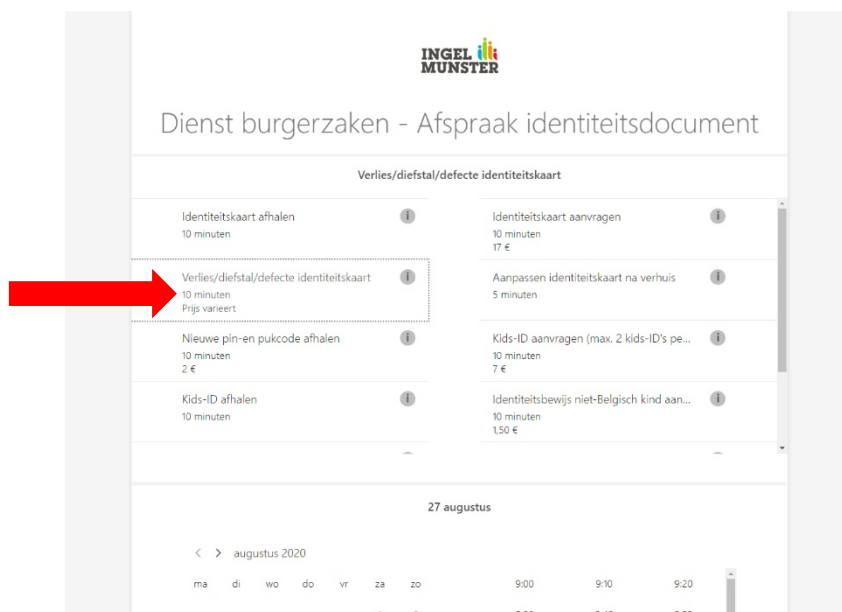 INGEL
MUNSTER
Dienst burgerzaken - Afspraak identiteitsdocument
Verlies/diefstal/defecte identiteitskaart
Identiteitskaart afhalen
10 minuten
Identiteitskaart aanvragen
10 minuten
17 €
Verlies/diefstal/defecte identiteitskaart
10 minuten
Prijs varieert
Aanpassen identiteitskaart na verhuis
5 minuten
Nieuwe pin-en pukcode afhalen
10 minuten
2 €
Kids-ID aanvragen (max. 2 kids-ID's pe...
10 minuten
7 €
Kids-ID afhalen
10 minuten
Identiteitsbewijs niet-Belgisch kind aan...
10 minuten
1,50 €
27 augustus
< > augustus 2020
ma di wo do vr za zo
9:00 9:10 9:20